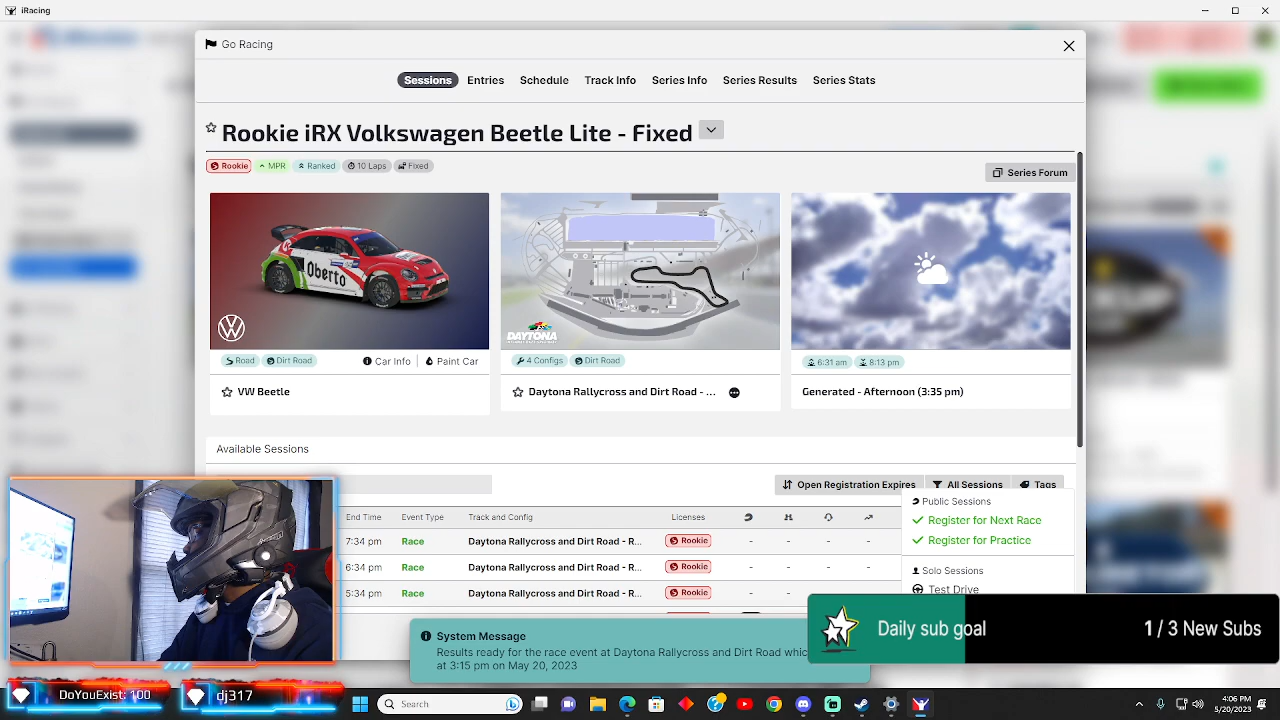 iRacing
Go Racing
Sessions Entries Schedule Track Info Series Info Series Results Series Stats
Rookie iRX Volkswagen Beetle Lite - Fixed
Rookie MPR Ranked 10 Laps Fixed
Series Forum
Oberto
DAYTONA
Road Dirt Road Car Info Paint Car
4 Configs Dirt Road
6:31 am 8:13 pm
VW Beetle
Daytona Rallycross and Dirt Road - ...
Generated - Afternoon (3:35 pm)
Available Sessions
Open Registration Expires All Sessions Tags
End Time Event Type Track and Config Licenses
7:34 pm Race Daytona Rallycross and Dirt Road - R... Rookie - - - -
6:34 pm Race Daytona Rallycross and Dirt Road - R... Rookie - - - -
5:34 pm Race Daytona Rallycross and Dirt Road - R... Rookie - - - -
Public Sessions
Register for Next Race
Register for Practice
Solo Sessions
Test Drive
System Message
Results ready for the race event at Daytona Rallycross and Dirt Road whic
at 3:15 pm on May 20, 2023
Daily sub goal 1 / 3 New Subs
DoYouExist: 100 dj317
Search
4:06 PM
5/20/2023